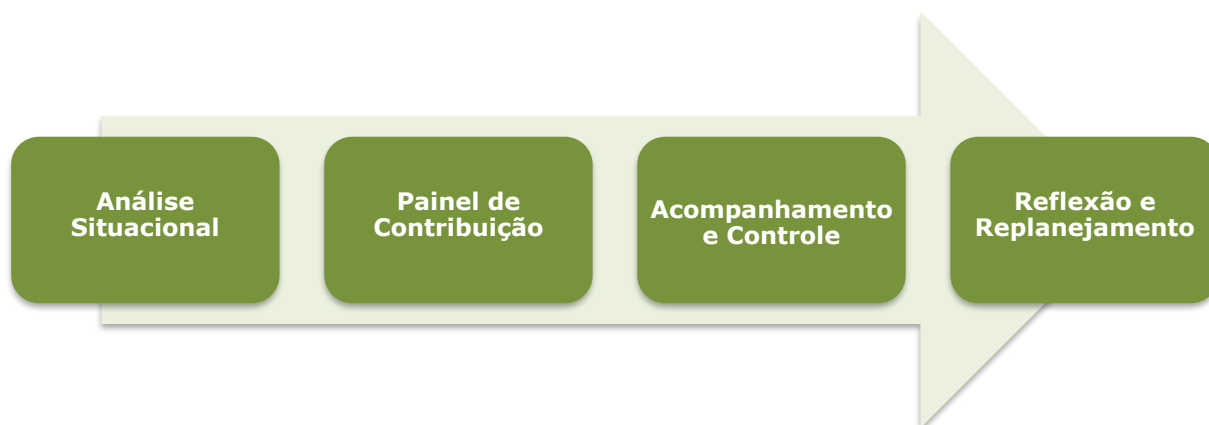 Análise
Situacional
Painel de
Contribuição
Acompanhamento
e Controle
Reflexão e
Replanejamento